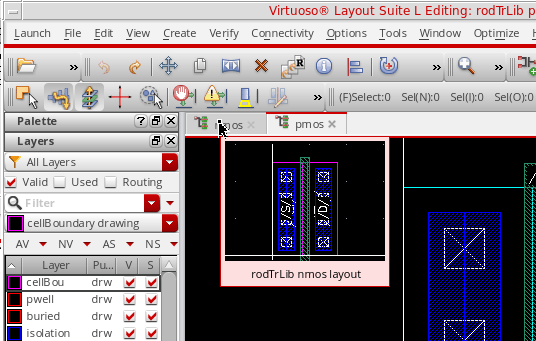 Virtuoso® Layout Suite L Editing: rodTrLib p
Launch File Edit View Create Verify Connectivity Options Tools Window Optimize
(F)Select:0 Sel(N):0 Sel(I):0 Sel(O):0
Palette
Layers
All Layers
Valid Used Routing
Filter
cellBoundary drawing
AV NV AS NS
Layer Pu... V S
cellBou drw
pwell drw
buried drw
isolation drw
pmos
S/S
D/D
rodTrLib nmos layout